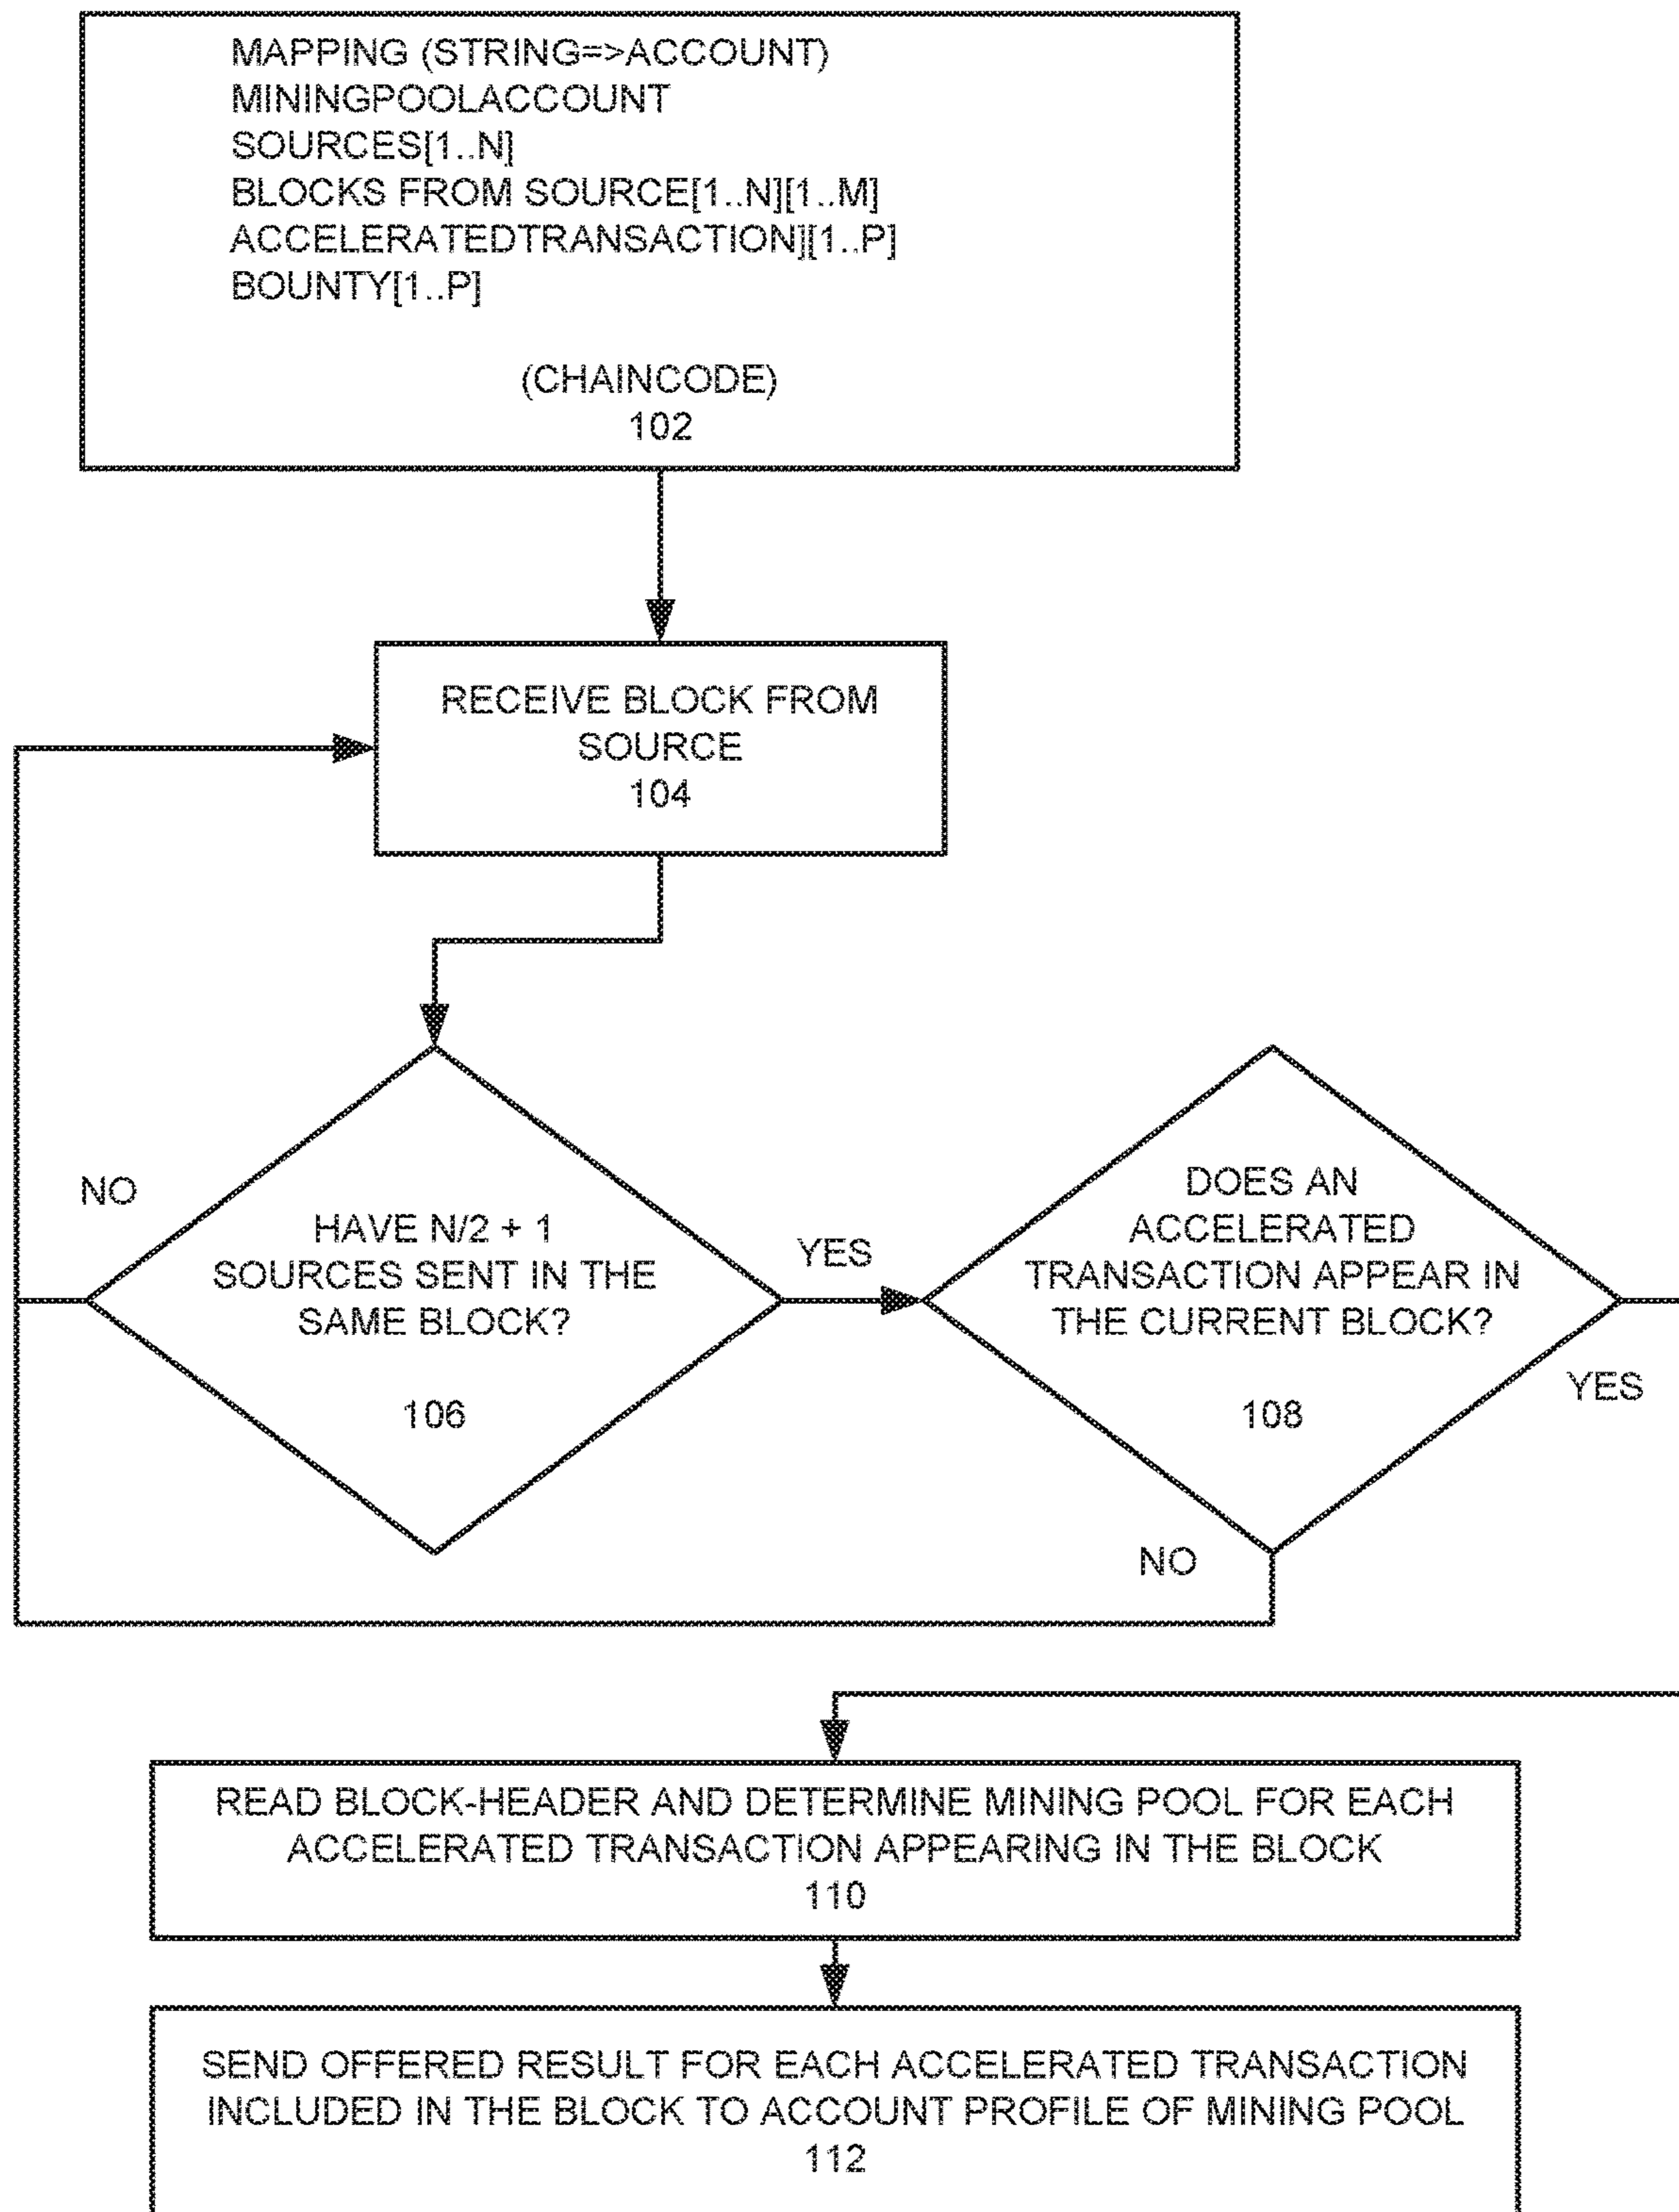 MAPPING (STRING=>ACCOUNT)
MININGPOOLACCOUNT
SOURCES[1..N]
BLOCKS FROM SOURCE[1..N][1..M]
ACCELERATEDTRANSACTION][1..P]
BOUNTY[1..P]
(CHAINCODE)
102
RECEIVE BLOCK FROM
SOURCE
104
NO
HAVE N/2 + 1
SOURCES SENT IN THE
SAME BLOCK?
106
YES
DOES AN
ACCELERATED
TRANSACTION APPEAR IN
THE CURRENT BLOCK?
108
YES
NO
READ BLOCK-HEADER AND DETERMINE MINING POOL FOR EACH
ACCELERATED TRANSACTION APPEARING IN THE BLOCK
110
SEND OFFERED RESULT FOR EACH ACCELERATED TRANSACTION
INCLUDED IN THE BLOCK TO ACCOUNT PROFILE OF MINING POOL
112